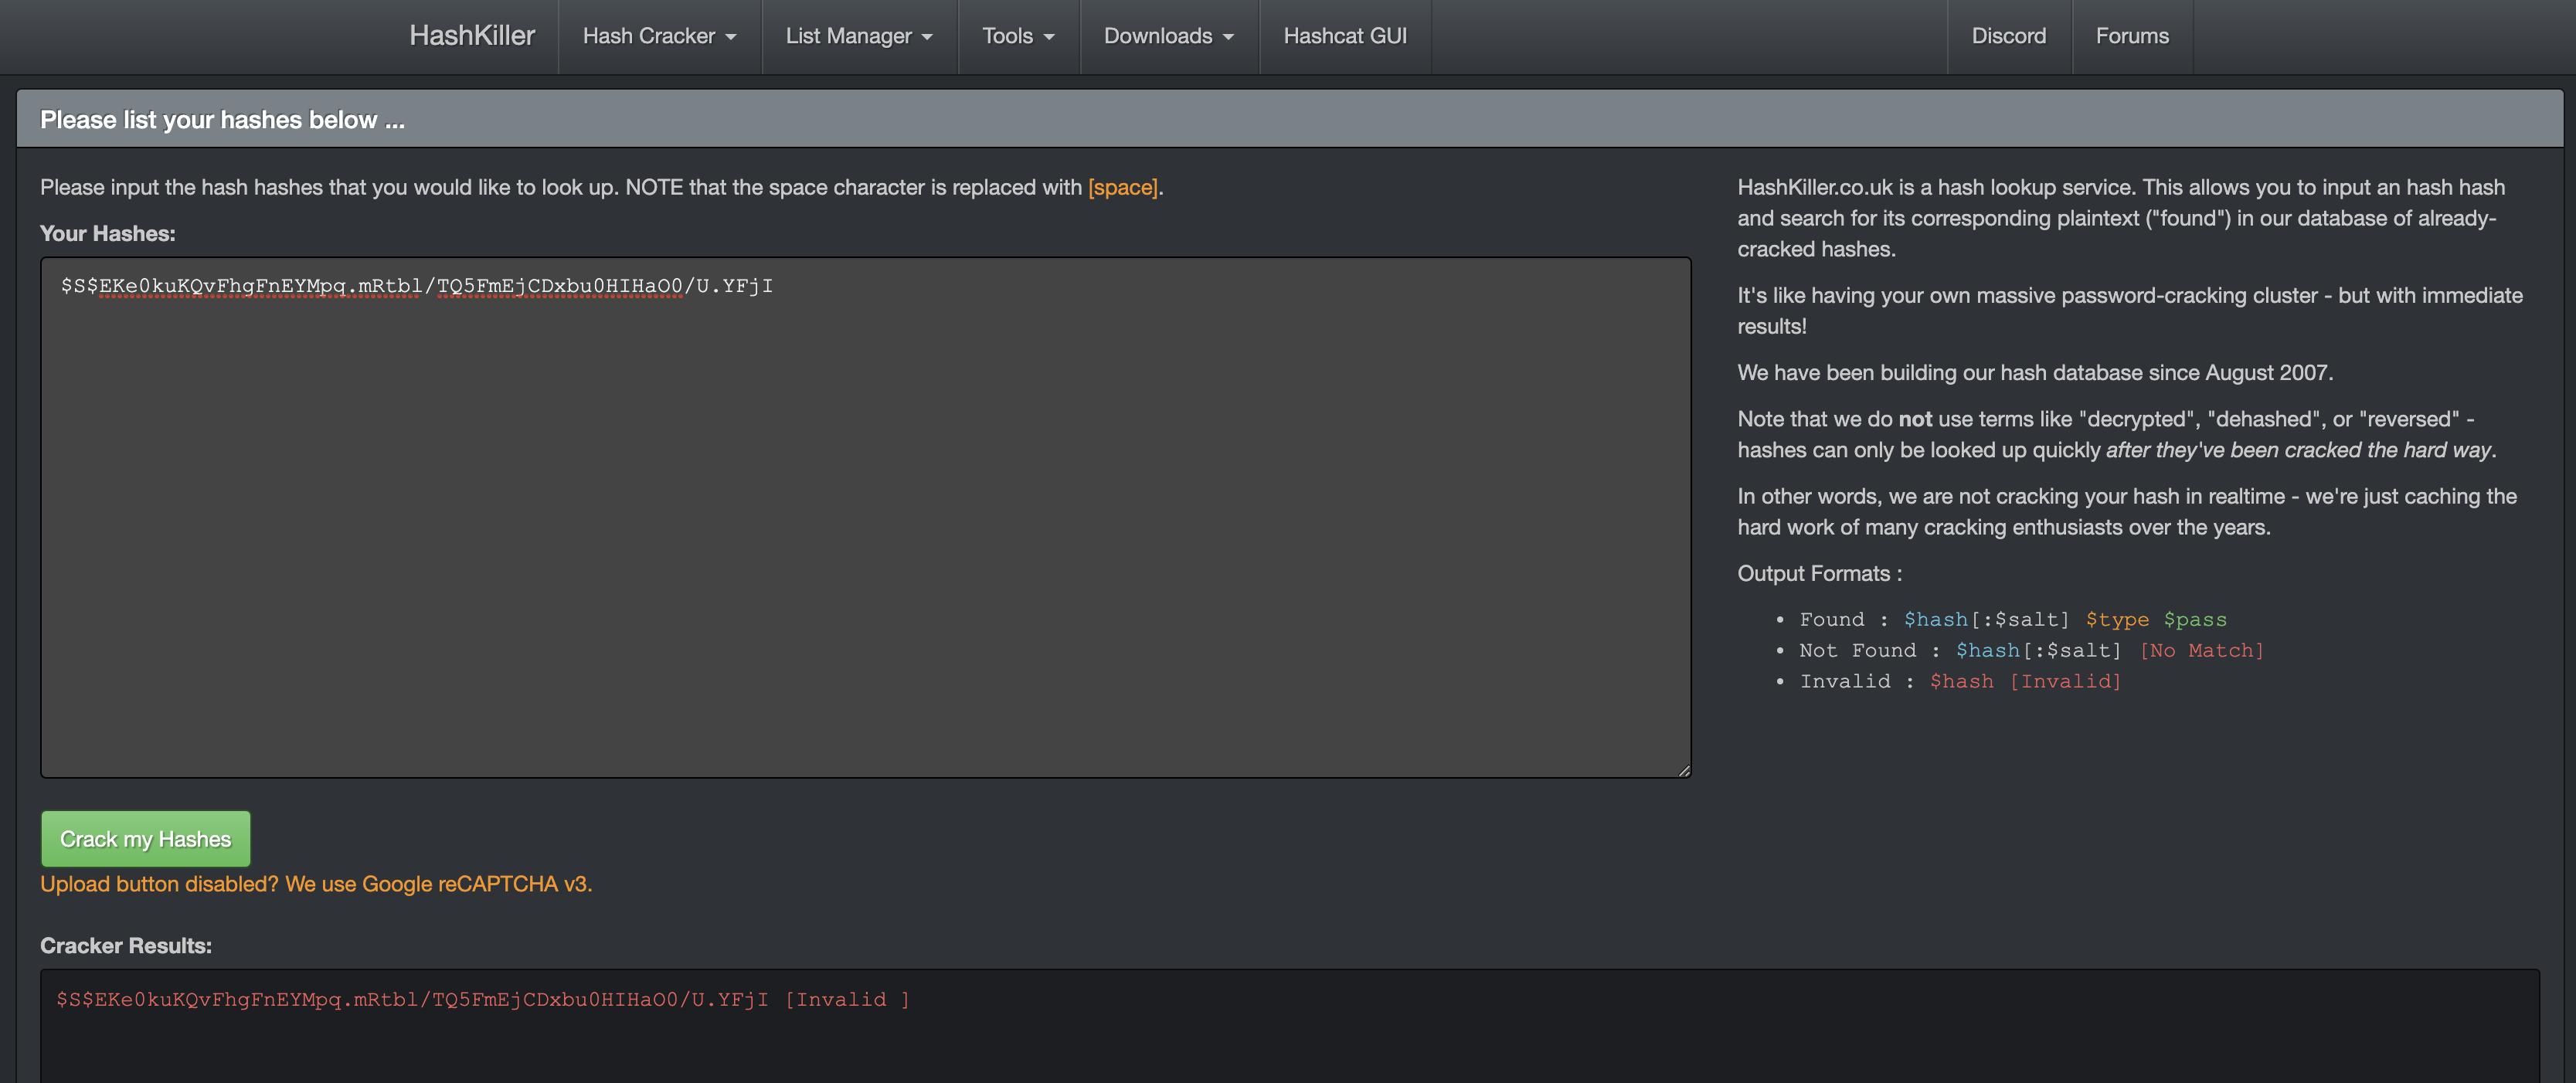 HashKiller Hash Cracker List Manager Tools Downloads Hashcat GUI Discord Forums
Please list your hashes below ...
Please input the hash hashes that you would like to look up. NOTE that the space character is replaced with [space].
Your Hashes:
$S$EKe0kuKQvFhgFnEYMpq.mRtbl/TQ5FmEjCDxbu0HIHaO0/U.YFjI
Crack my Hashes
Upload button disabled? We use Google reCAPTCHA v3.
Cracker Results:
$S$EKe0kuKQvFhgFnEYMpq.mRtbl/TQ5FmEjCDxbu0HIHaO0/U.YFjI [Invalid ]
HashKiller.co.uk is a hash lookup service. This allows you to input an hash hash
and search for its corresponding plaintext ("found") in our database of already-
cracked hashes.
It's like having your own massive password-cracking cluster - but with immediate
results!
We have been building our hash database since August 2007.
Note that we do not use terms like "decrypted", "dehashed", or "reversed" -
hashes can only be looked up quickly after they've been cracked the hard way.
In other words, we are not cracking your hash in realtime - we're just caching the
hard work of many cracking enthusiasts over the years.
Output Formats :
• Found : $hash[:$salt] $type $pass
• Not Found : $hash[:$salt] [No Match]
• Invalid : $hash [Invalid]